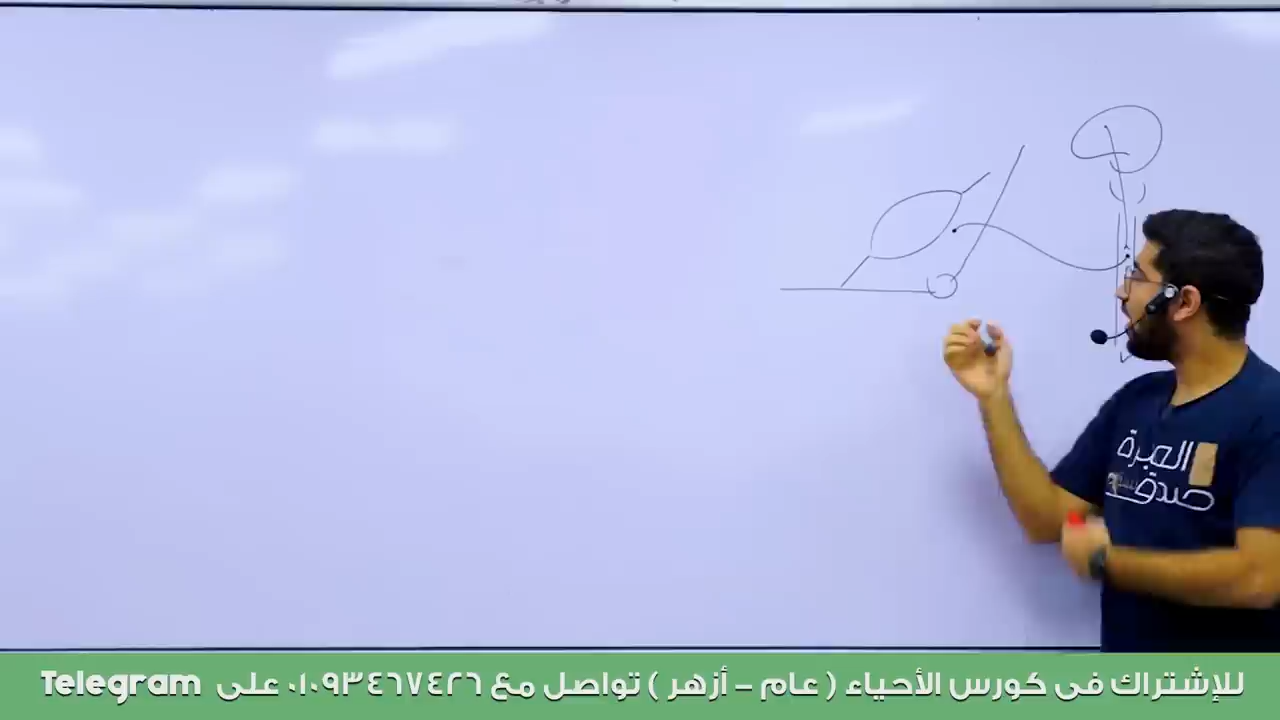 العبرة
للإشتراك فى كورس الأحياء ( عام - أزهر ) تواصل مع ٠١٠٩٣٤٦٧٤٢٦ على Telegram